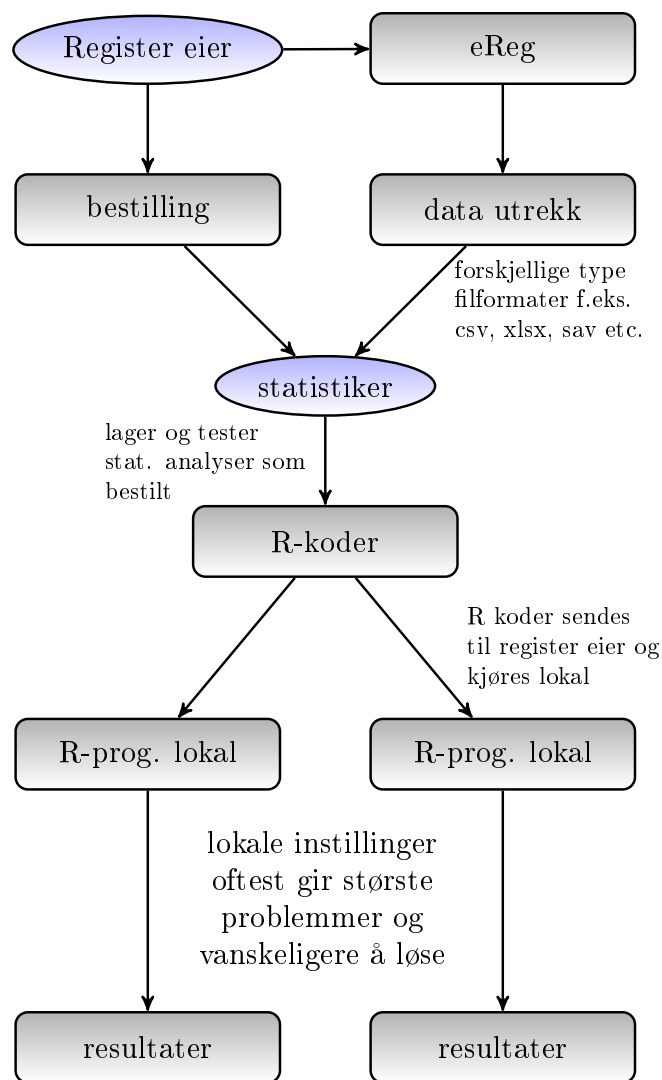 Register eier
eReg
bestilling
data utrekk
forskjellige type
filformater f.eks.
csv, xlsx, sav etc.
statistiker
lager og tester
stat. analyser som
bestilt
R-koder
R koder sendes
til register eier og
kjøres lokal
R-prog. lokal
R-prog. lokal
lokale instillinger
oftest gir største
problemmer og
vanskeligere å løse
resultater
resultater